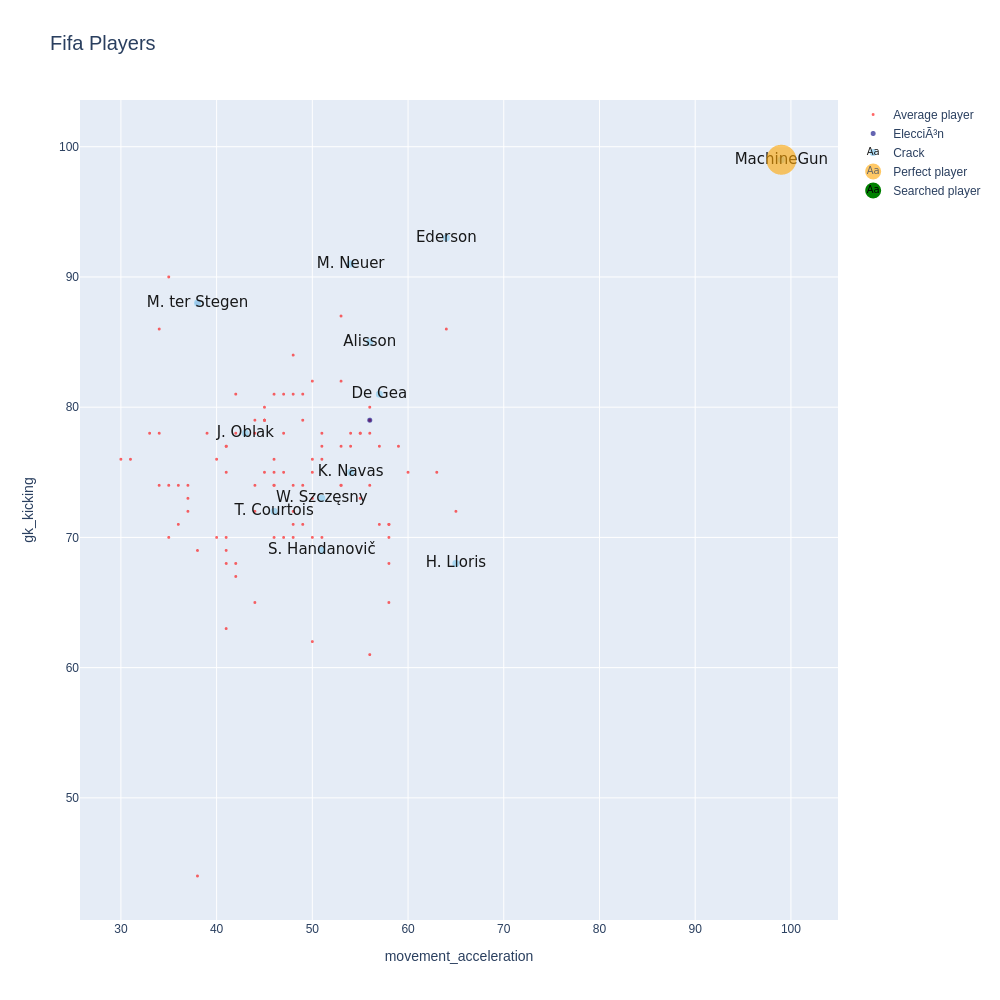 Fifa Players
Average player
ElecciÃ³n
Aa Crack
Aa Perfect player
Aa Searched player
gk_kicking
100
90
80
70
60
50
MachineGun
Ederson
M. Neuer
M. ter Stegen
Alisson
De Gea
J. Oblak
K. Navas
W. Szczęsny
T. Courtois
S. Handanovič
H. Lloris
30 40 50 60 70 80 90 100
movement_acceleration